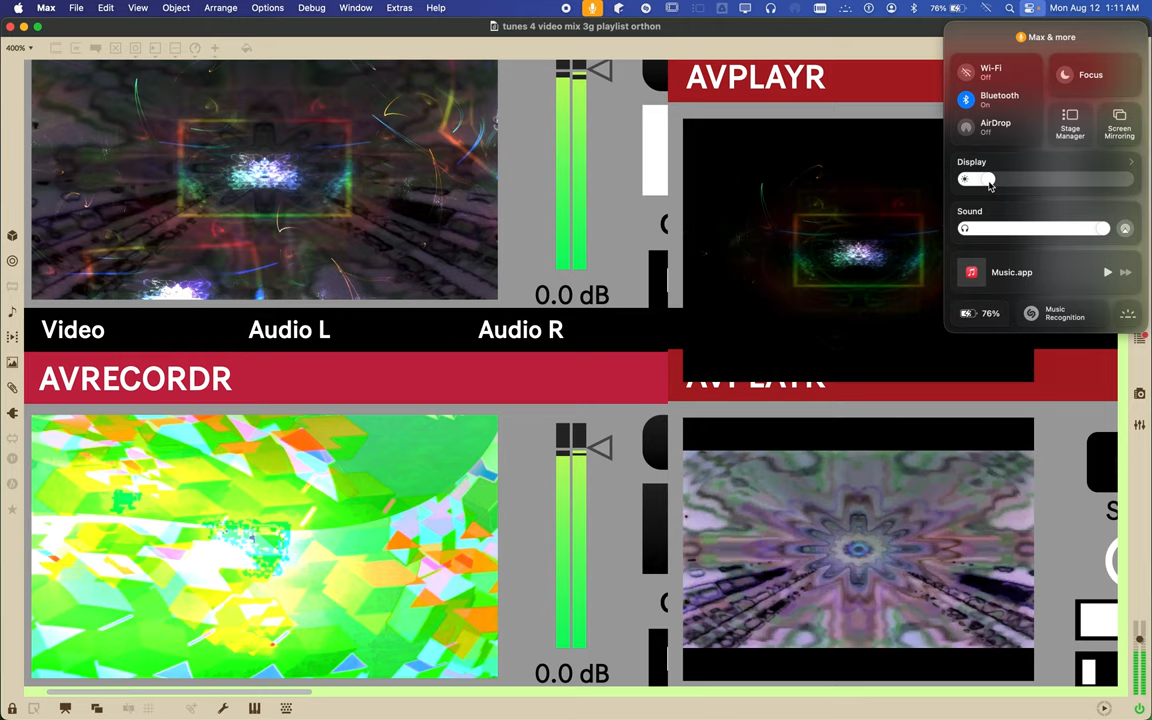 Max File Edit View Object Arrange Options Debug Window Extras Help
76% Mon Aug 12 1:11 AM
tunes 4 video mix 3g playlist orthon
400%
Max & more
Wi-Fi
Off
Focus
Bluetooth
On
AirDrop
Off
Stage
Manager
Screen
Mirroring
Display
Sound
Music.app
76%
Music
Recognition
AVPLAYR
0.0 dB
Video Audio L Audio R
AVRECORDR
AVPLAYR
0.0 dB